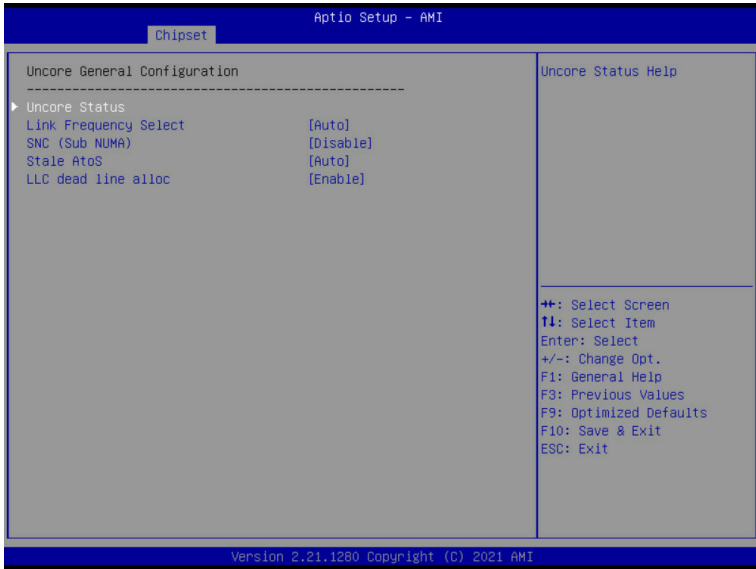 Aptio Setup – AMI
Chipset
Uncore General Configuration
--------------------------------------------------
Uncore Status
Link Frequency Select [Auto]
SNC (Sub NUMA) [Disable]
Stale AtoS [Auto]
LLC dead line alloc [Enable]
Uncore Status Help
→←: Select Screen
↑↓: Select Item
Enter: Select
+/-: Change Opt.
F1: General Help
F3: Previous Values
F9: Optimized Defaults
F10: Save & Exit
ESC: Exit
Version 2.21.1280 Copyright (C) 2021 AMI